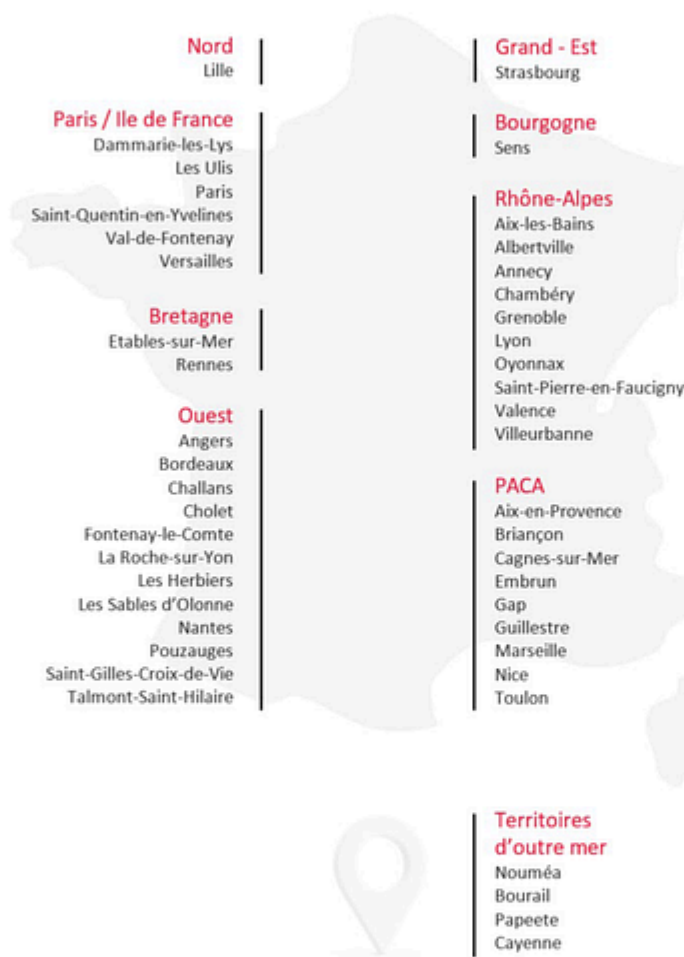 Nord
Lille
Paris / Ile de France
Dammarie-les-Lys
Les Ulis
Paris
Saint-Quentin-en-Yvelines
Val-de-Fontenay
Versailles
Bretagne
Etables-sur-Mer
Rennes
Ouest
Angers
Bordeaux
Challans
Cholet
Fontenay-le-Comte
La Roche-sur-Yon
Les Herbiers
Les Sables d’Olonne
Nantes
Pouzauges
Saint-Gilles-Croix-de-Vie
Talmont-Saint-Hilaire
Grand - Est
Strasbourg
Bourgogne
Sens
Rhône-Alpes
Aix-les-Bains
Albertville
Annecy
Chambéry
Grenoble
Lyon
Oyonnax
Saint-Pierre-en-Faucigny
Valence
Villeurbanne
PACA
Aix-en-Provence
Briançon
Cagnes-sur-Mer
Embrun
Gap
Guillestre
Marseille
Nice
Toulon
Territoires
d’outre mer
Nouméa
Bourail
Papeete
Cayenne